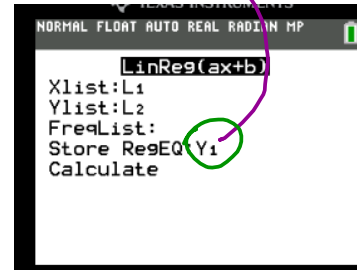 TEXAS INSTRUMENTS
NORMAL FLOAT AUTO REAL RADIAN MP
LinReg(ax+b)
Xlist:L₁
Ylist:L₂
FreqList:
Store RegEQ:Y₁
Calculate